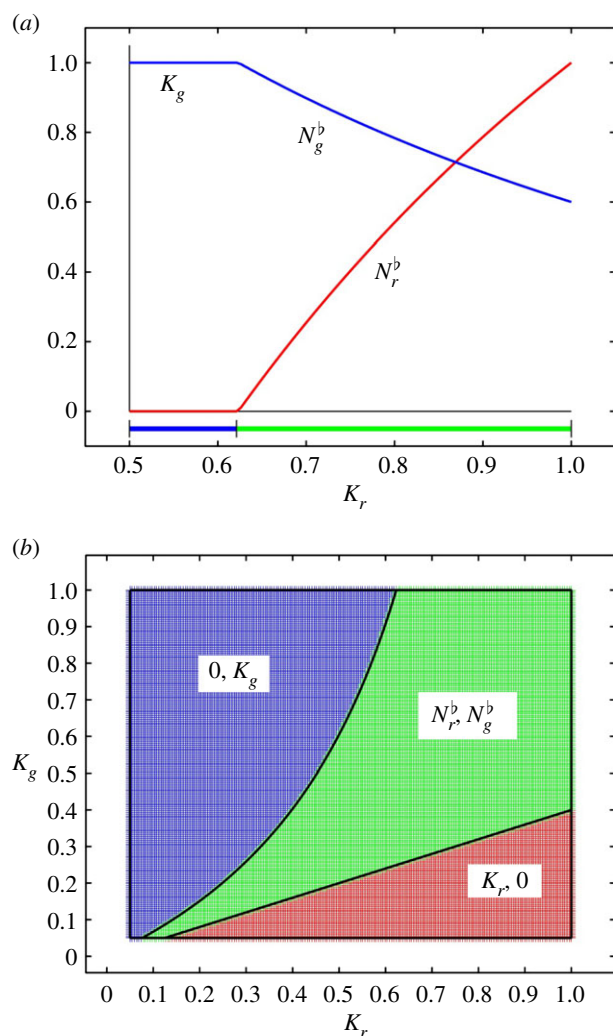 (a)
1.0
0.8
0.6
0.4
0.2
0
K_g
N_g^♭
N_r^♭
0.5 0.6 0.7 0.8 0.9 1.0
K_r
(b)
1.0
0.9
0.8
0.7
0.6
0.5
0.4
0.3
0.2
0.1
0
K_g
0, K_g
N_r^♭, N_g^♭
K_r, 0
0 0.1 0.2 0.3 0.4 0.5 0.6 0.7 0.8 0.9 1.0
K_r